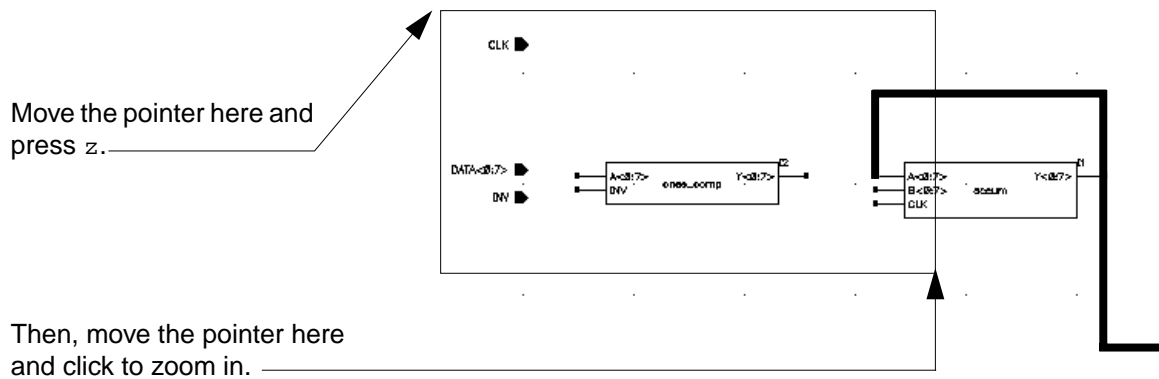 CLK
Move the pointer here and
press z.
DATA<0:7>
INV
A<0:7>
INV
ones_comp
Y<0:7>
I2
A<0:7>
B<0:7>
CLK
accum
Y<0:7>
I1
Then, move the pointer here
and click to zoom in.